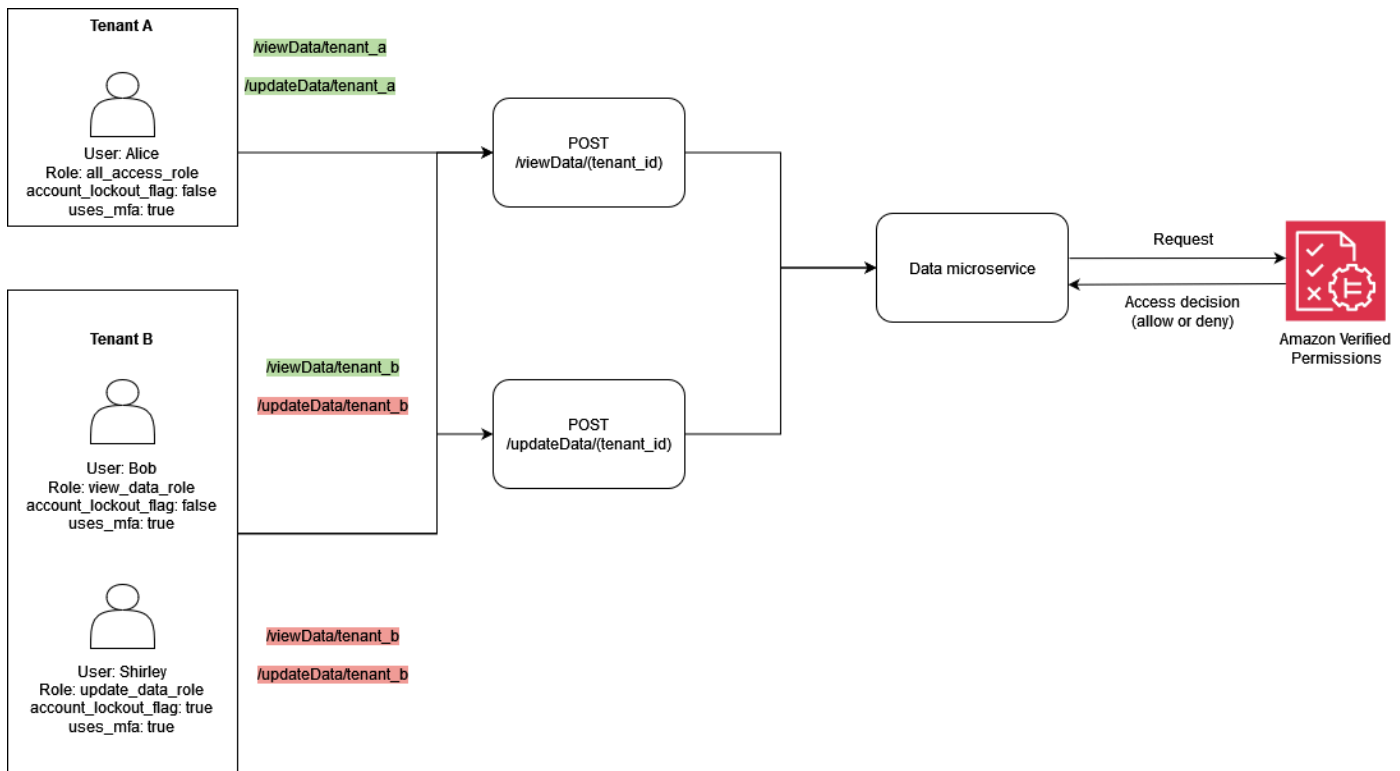 Tenant A
User: Alice
Role: all_access_role
account_lockout_flag: false
uses_mfa: true
/viewData/tenant_a
/updateData/tenant_a
Tenant B
User: Bob
Role: view_data_role
account_lockout_flag: false
uses_mfa: true
/viewData/tenant_b
/updateData/tenant_b
User: Shirley
Role: update_data_role
account_lockout_flag: true
uses_mfa: true
/viewData/tenant_b
/updateData/tenant_b
POST
/viewData/(tenant_id)
POST
/updateData/(tenant_id)
Data microservice
Request
Access decision
(allow or deny)
Amazon Verified
Permissions